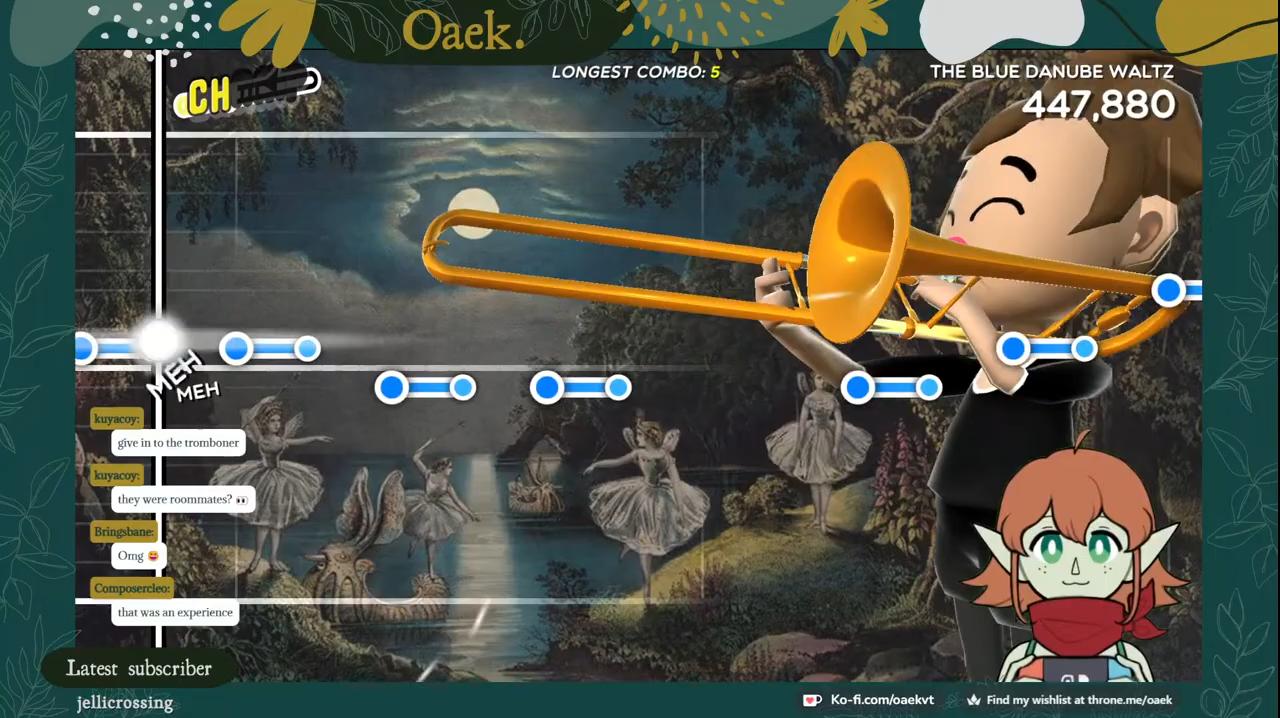 Oaek.
CH
LONGEST COMBO: 5
THE BLUE DANUBE WALTZ
447,880
MEH
MEH
kuyacoy:
give in to the tromboner
kuyacoy:
they were roommates? 👀
Bringsbane:
Omg 😛
Composercleo:
that was an experience
Latest subscriber
jellicrossing
Ko-fi.com/oaekvt
Find my wishlist at throne.me/oaek